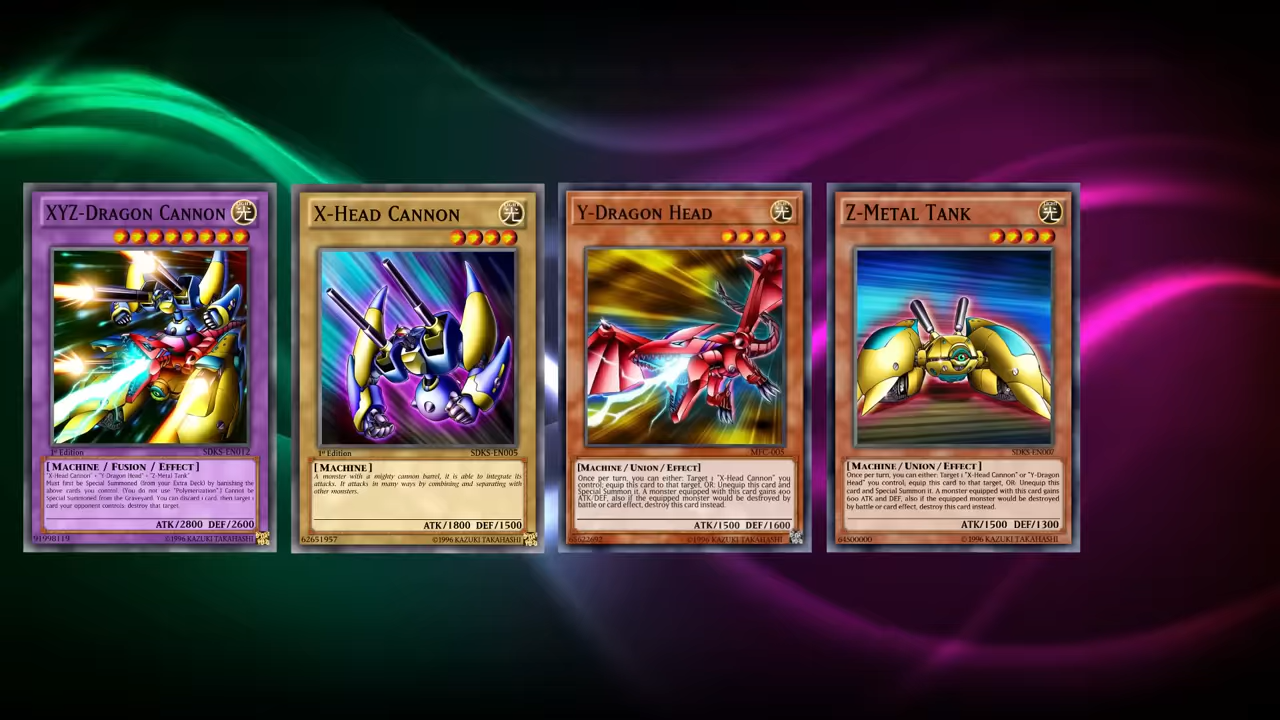 XYZ-Dragon Cannon
LIGHT
光
1st Edition
SDKS-EN012
[Machine / Fusion / Effect]
"X-Head Cannon" + "Y-Dragon Head" + "Z-Metal Tank"
Must first be Special Summoned (from your Extra Deck) by banishing the
above cards you control. (You do not use "Polymerization".) Cannot be
Special Summoned from the Graveyard. You can discard 1 card, then target 1
card your opponent controls; destroy that target.
ATK/2800 DEF/2600
91998119
©1996 KAZUKI TAKAHASHI
X-Head Cannon
LIGHT
光
1st Edition
SDKS-EN005
[Machine]
A monster with a mighty cannon barrel, it is able to integrate its
attacks. It attacks in many ways by combining and separating with
other monsters.
ATK/1800 DEF/1500
62651957
©1996 KAZUKI TAKAHASHI
Y-Dragon Head
LIGHT
光
MFC-005
[Machine/Union/Effect]
Once per turn, you can either: Target 1 "X-Head Cannon" you
control; equip this card to that target, OR: Unequip this card and
Special Summon it. A monster equipped with this card gains 400
ATK/DEF, also if the equipped monster would be destroyed by
battle or card effect, destroy this card instead.
ATK/1500 DEF/1600
65622692
©1996 KAZUKI TAKAHASHI
Z-Metal Tank
LIGHT
光
SDKS-EN007
[Machine/Union/Effect]
Once per turn, you can either: Target 1 "X-Head Cannon" or "Y-Dragon
Head" you control; equip this card to that target, OR: Unequip this
card and Special Summon it. A monster equipped with this card gains
600 ATK and DEF, also if the equipped monster would be destroyed
by battle or card effect, destroy this card instead.
ATK/1500 DEF/1300
64500000
©1996 KAZUKI TAKAHASHI